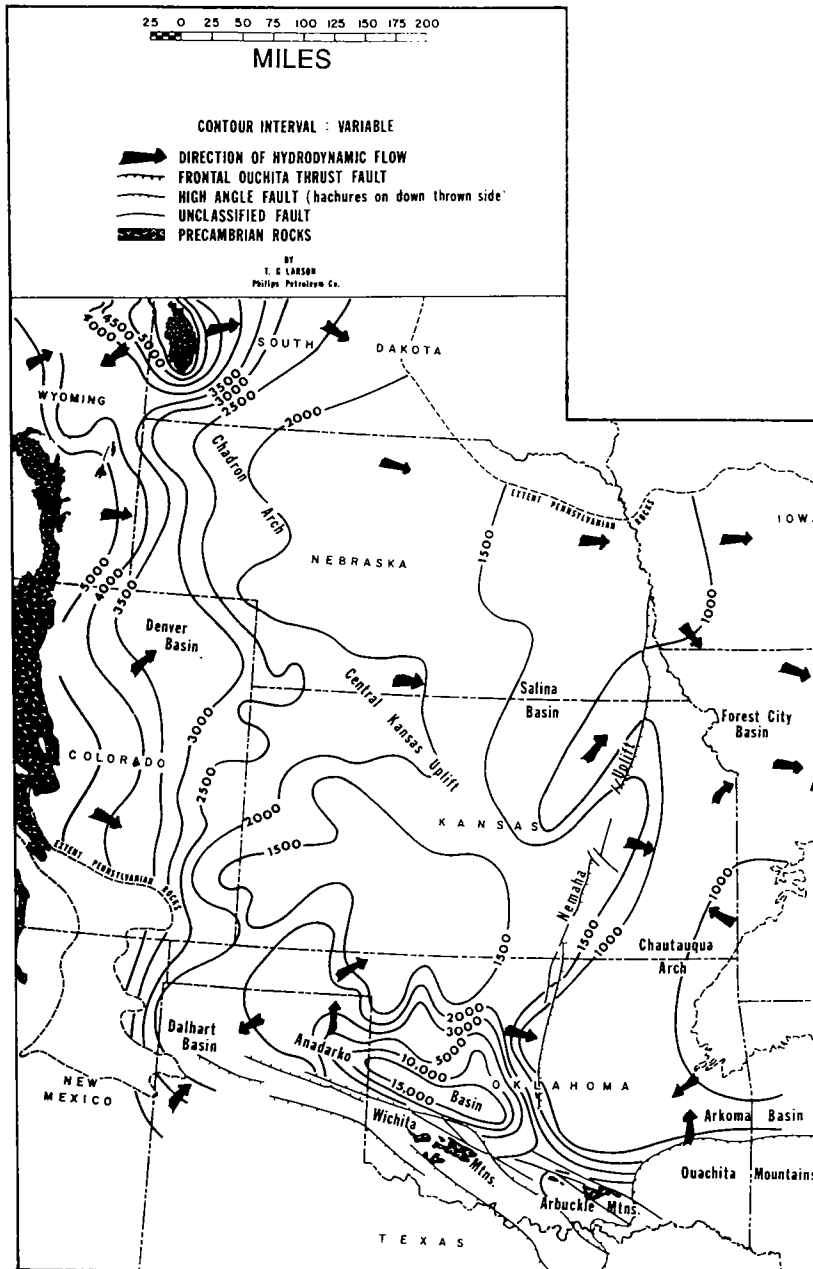 25 0 25 50 75 100 125 150 175 200
MILES
CONTOUR INTERVAL : VARIABLE
DIRECTION OF HYDRODYNAMIC FLOW
FRONTAL OUCHITA THRUST FAULT
HIGH ANGLE FAULT (hachures on down thrown side
UNCLASSIFIED FAULT
PRECAMBRIAN ROCKS
BY
T. G LARSON
Philips Petroleum Co.
4000
4500
5000
SOUTH DAKOTA
3500
3000
2500
2000
WYOMING
Chadron Arch
EXTENT PENNSYLVANIAN ROCKS
IOWA
NEBRASKA
1500
1000
5000
4000
3500
Denver
Basin
Central Kansas Uplift
Salina
Basin
Forest City
Basin
3000
COLORADO
2500
Uplift
2000
KANSAS
1500
EXTENT PENNSYLVANIAN ROCKS
Nemaha
1000
1500
1500
1000
Chautauqua
Arch
2000
3000
Dalhart
Basin
Anadarko
5000
10,000
15,000
Basin
OKLAHOMA
NEW
MEXICO
Wichita
Mtns.
Arkoma Basin
Ouachita Mountains
Arbuckle Mtns.
TEXAS